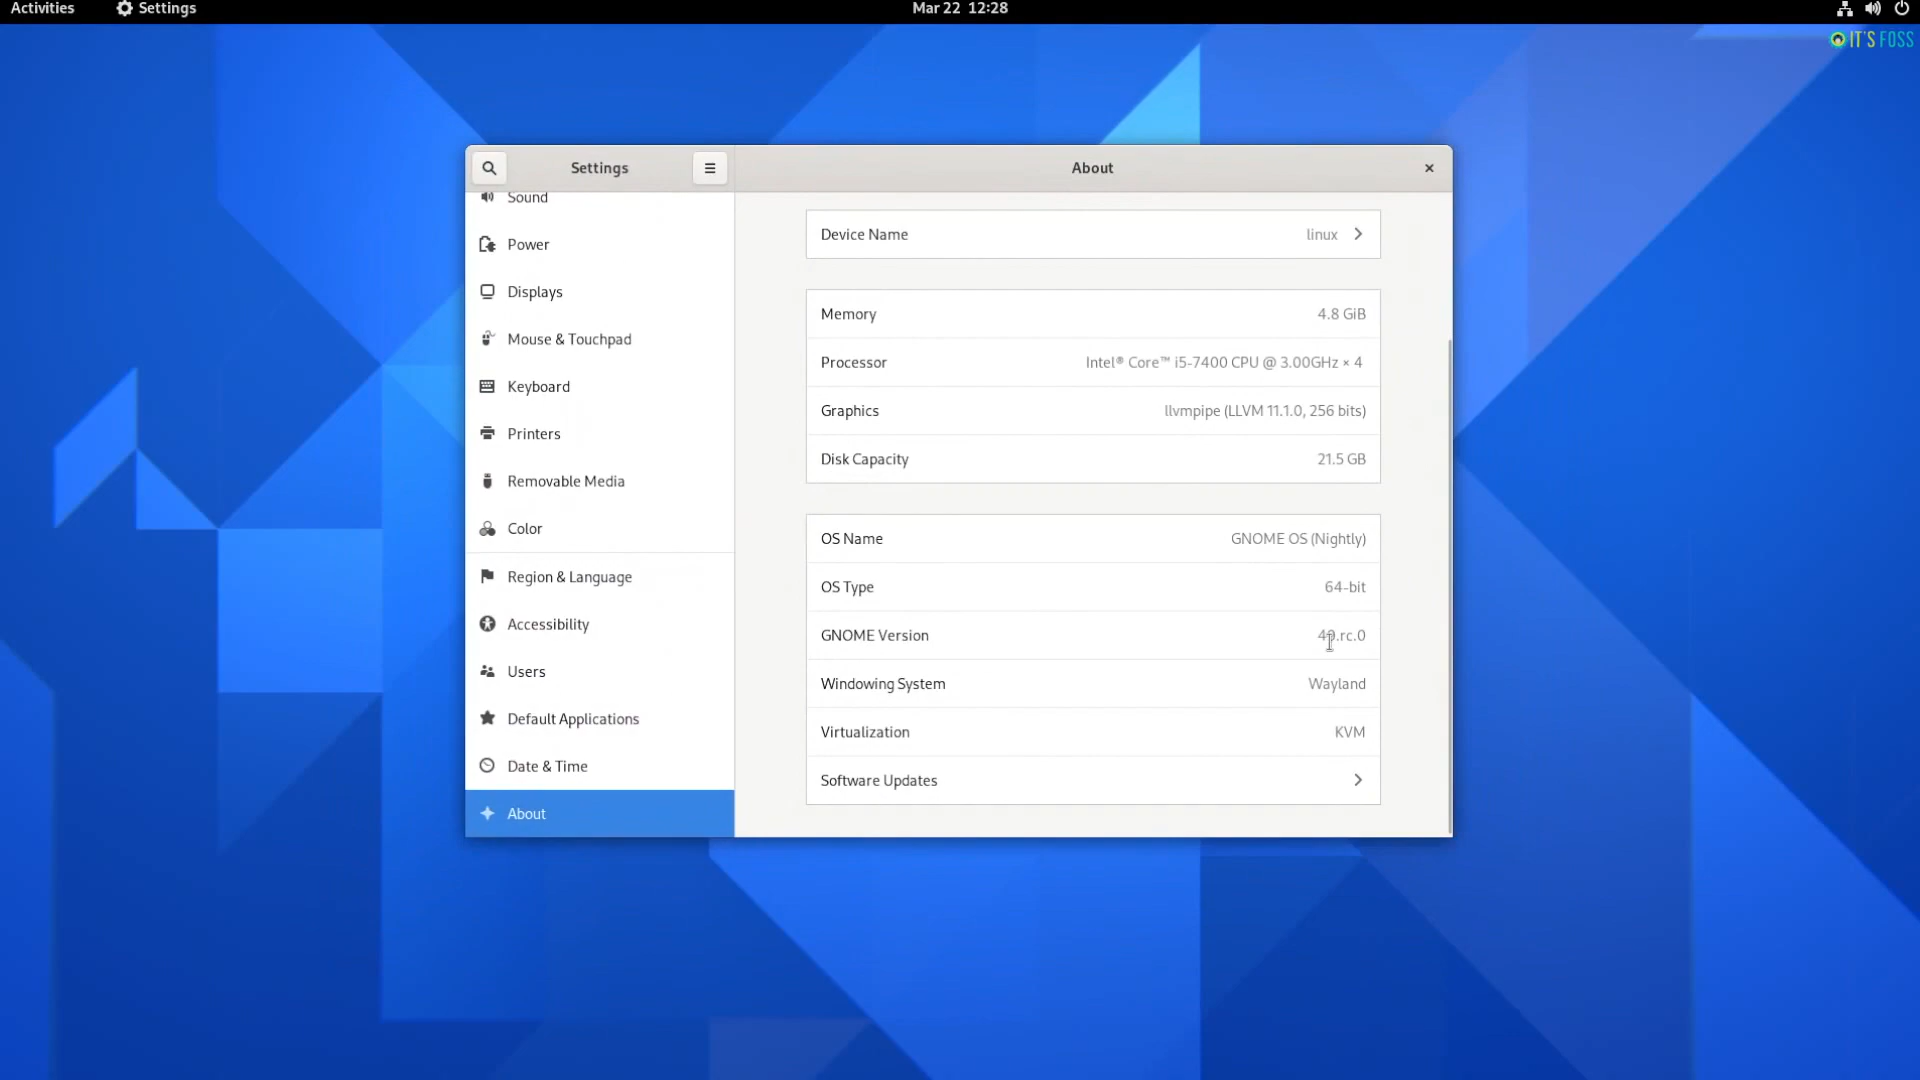 Activities Settings Mar 22 12:28
IT'S FOSS
Settings About
Sound
Device Name linux
Power
Displays
Memory 4.8 GiB
Mouse & Touchpad
Processor Intel® Core™ i5-7400 CPU @ 3.00GHz × 4
Keyboard
Graphics llvmpipe (LLVM 11.1.0, 256 bits)
Printers
Disk Capacity 21.5 GB
Removable Media
Color
OS Name GNOME OS (Nightly)
Region & Language
OS Type 64-bit
Accessibility
GNOME Version 40.rc.0
Users
Windowing System Wayland
Default Applications
Virtualization KVM
Date & Time
Software Updates
About